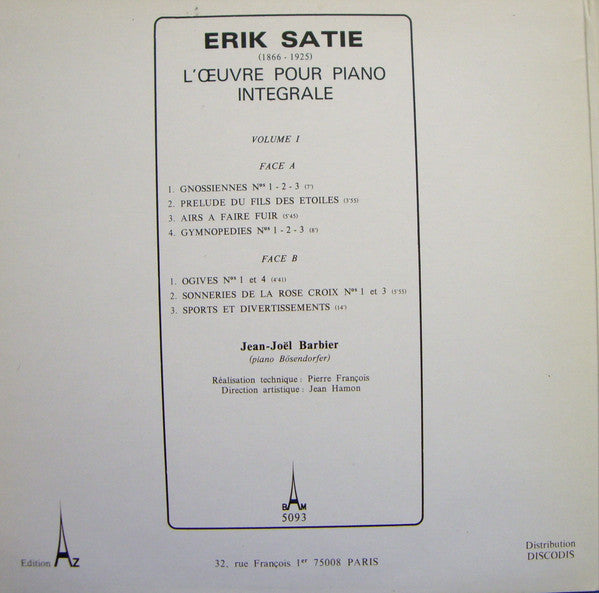 ERIK SATIE
(1866 - 1925)
L'ŒUVRE POUR PIANO
INTEGRALE
VOLUME I
FACE A
1. GNOSSIENNES Nos 1 - 2 - 3 (7')
2. PRELUDE DU FILS DES ETOILES (3'55)
3. AIRS A FAIRE FUIR (5'45)
4. GYMNOPEDIES Nos 1 - 2 - 3 (8')
FACE B
1. OGIVES Nos 1 et 4 (4'41)
2. SONNERIES DE LA ROSE CROIX Nos 1 et 3 (5'55)
3. SPORTS ET DIVERTISSEMENTS (14')
Jean-Joël Barbier
(piano Bösendorfer)
Réalisation technique : Pierre François
Direction artistique : Jean Hamon
BAM
5093
Edition AZ
32, rue François 1er 75008 PARIS
Distribution
DISCODIS